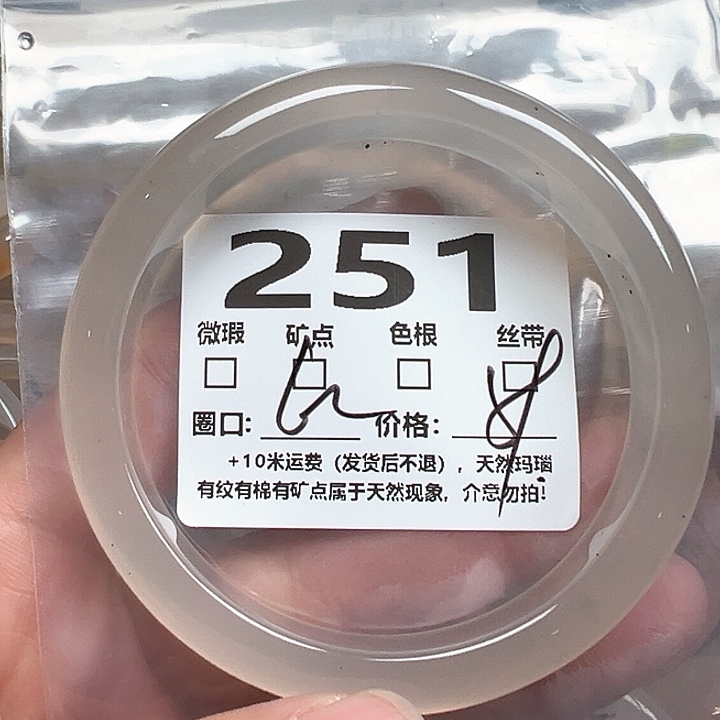 251
微瑕 矿点 色根 丝带
圈口: 价格:
+10米运费（发货后不退），天然玛瑙
有纹有棉有矿点属于天然现象，介意勿拍!